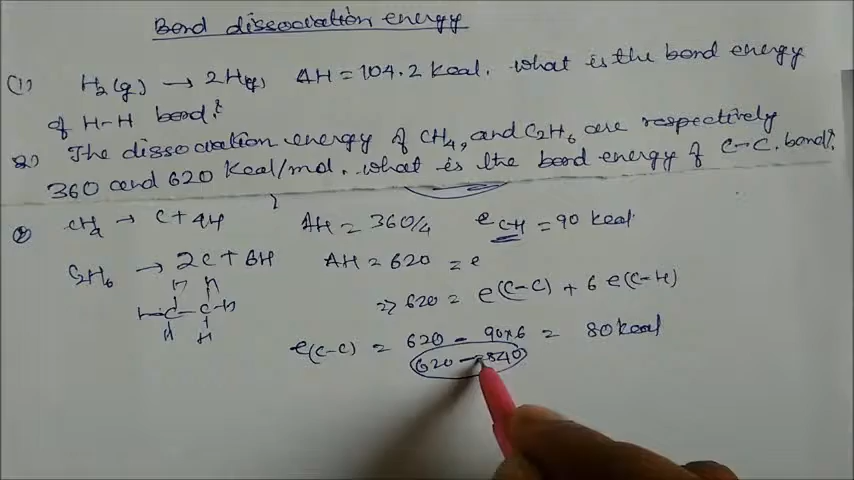 Bond dissociation energy
(1) H2(g) → 2H(g), ΔH = 104.2 Kcal. what is the bond energy
of H-H bond?
2) The dissociation energy of CH4, and C2H6 are respectively
360 and 620 Kcal/mol. what is the bond energy of C-C. bond?
② CH4 → C + 4H ΔH = 360/4 e CH = 90 kcal.
C2H6 → 2C + 6H ΔH = 620 = e
⇒ 620 = e(C-C) + 6 e(C-H)
H H
H-C-C-H
H H
e(C-C) = 620 - 90×6 = 80 kcal
620 - 540